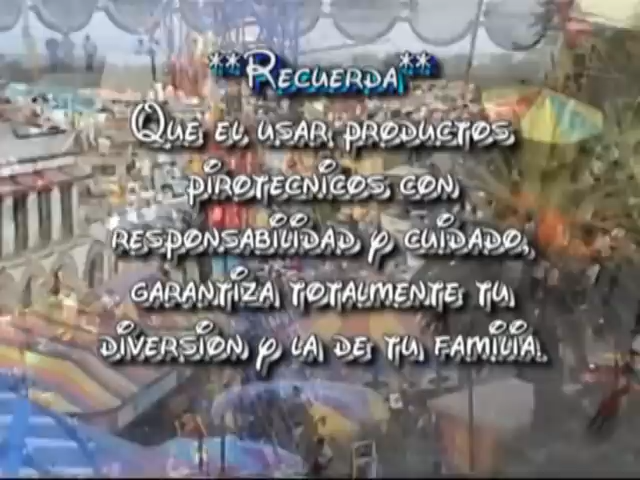 **Recuerda**
Que el usar productos
pirotecnicos con
responsabilidad y cuidado,
garantiza totalmente tu
diversion y la de tu familia.